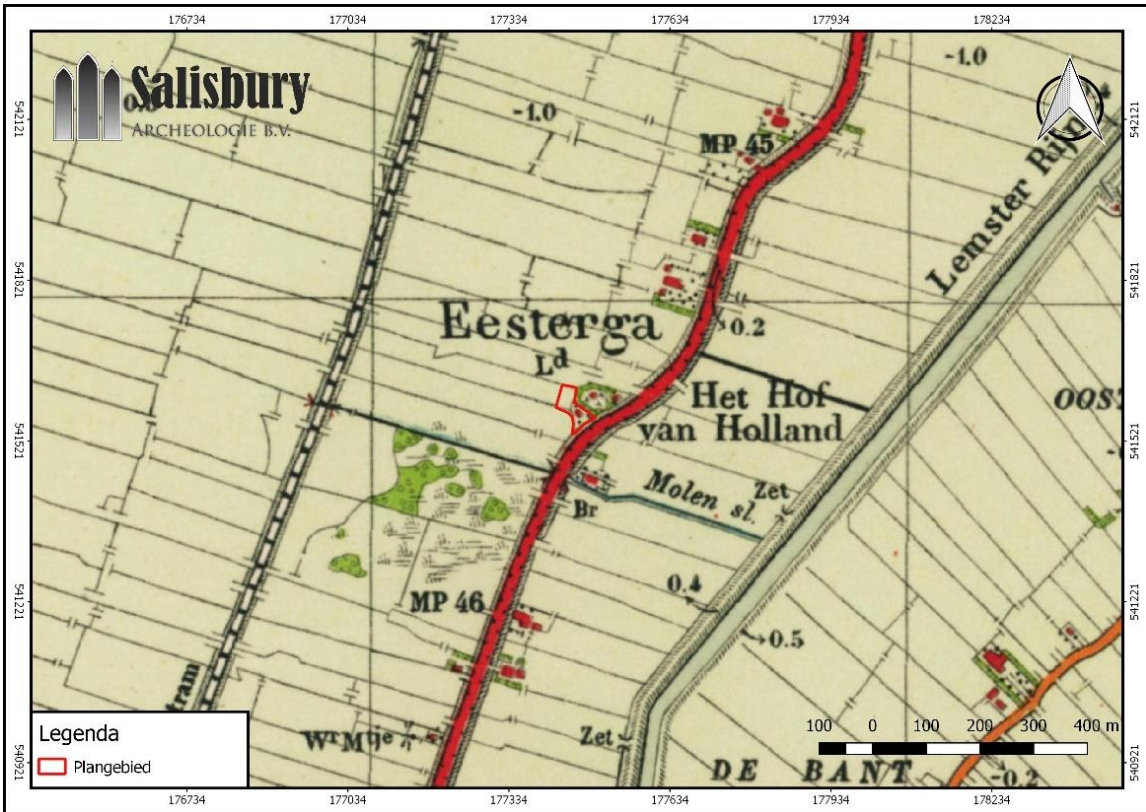 176734 177034 177334 177634 177934 178234
Salisbury
ARCHEOLOGIE B.V.
-1.0
-1.0
MP 45
542121
542121
Lemster Rijn
541821
541821
Eesterga
0.2
Ld
Het Hof
van Holland
OOST
541521
541521
Molen sl.
Zet
Br
0.4
541221
541221
MP 46
0.5
tram
Legenda
Plangebied
Wr Mtje
Zet
100 0 100 200 300 400 m
DE BANT
-0.2
540921
540921
176734 177034 177334 177634 177934 178234